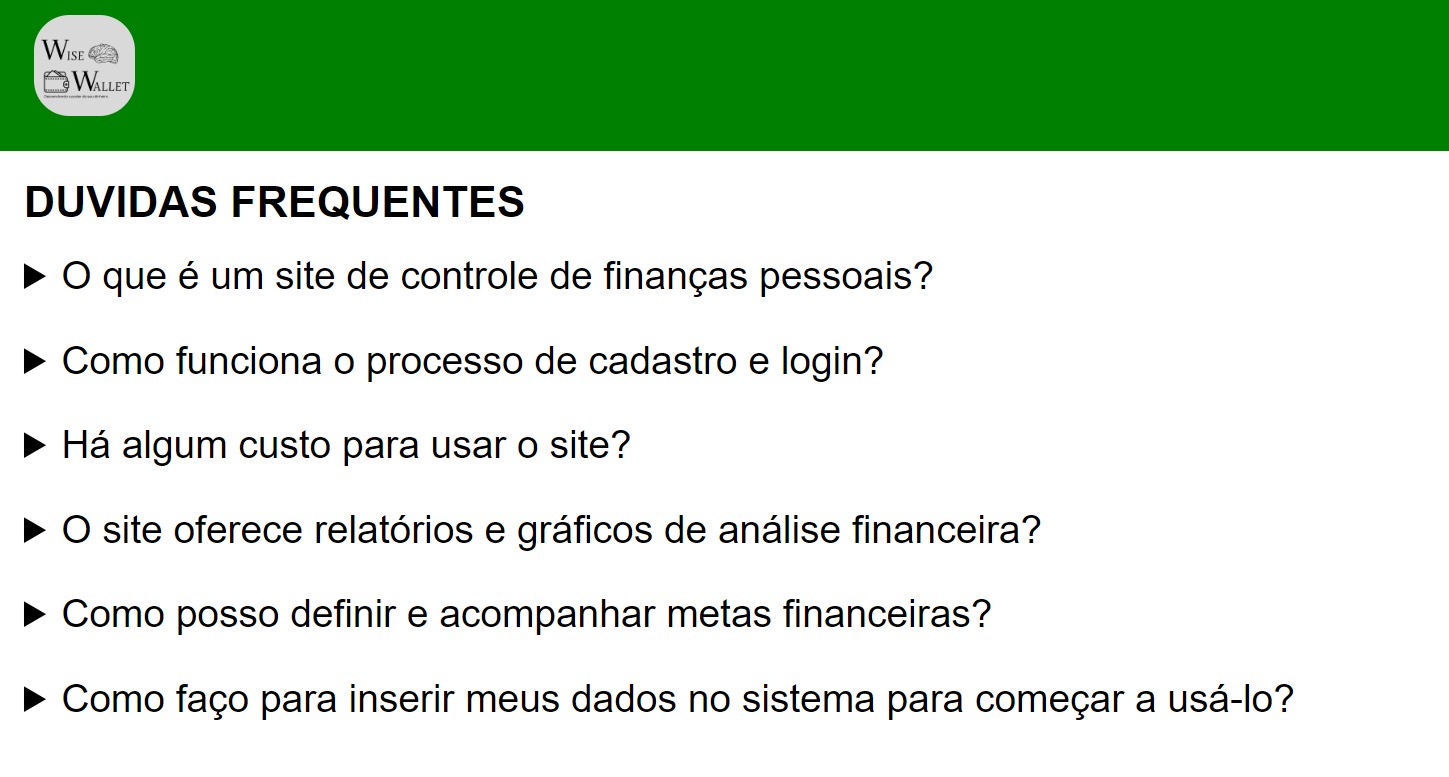 WISE
WALLET
DUVIDAS FREQUENTES
O que é um site de controle de finanças pessoais?
Como funciona o processo de cadastro e login?
Há algum custo para usar o site?
O site oferece relatórios e gráficos de análise financeira?
Como posso definir e acompanhar metas financeiras?
Como faço para inserir meus dados no sistema para começar a usá-lo?